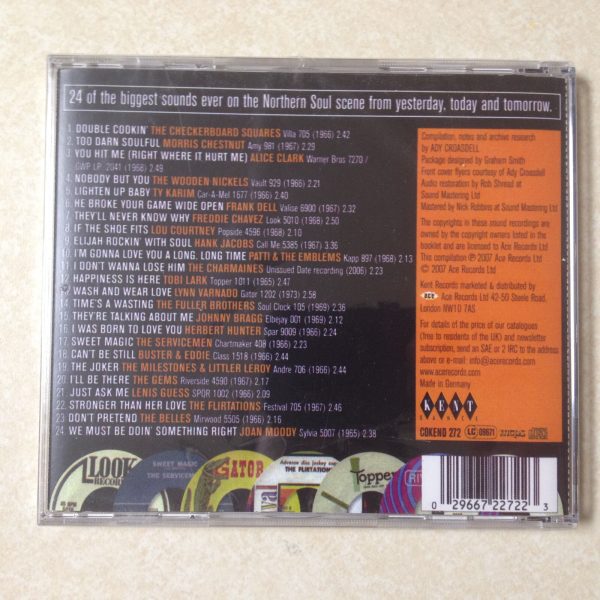 24 of the biggest sounds ever on the Northern Soul scene from yesterday, today and tomorrow.
1 DOUBLE COOKIN' THE CHECKERBOARD SQUARES Villa 705 (1966) 2.42
2. TOO DARN SOULFUL MORRIS CHESTNUT Amy 981 (1967) 2.29
3. YOU HIT ME (RIGHT WHERE IT HURT ME) ALICE CLARK Warner Bros 7270 /
GWP LP 2041 (1968) 2.49
4. NOBODY BUT YOU THE WOODEN NICKELS Vault 929 (1966) 2.21
5. LIGHTEN UP BABY TY KARIM Car-A-Mel 1677 (1966) 2.40
6. HE BROKE YOUR GAME WIDE OPEN FRANK DELL Valise 6900 (1967) 2.32
7. THEY'LL NEVER KNOW WHY FREDDIE CHAVEZ Look 5010 (1968) 2.50
8. IF THE SHOE FITS LOU COURTNEY Popside 4596 (1968) 2.10
9. ELIJAH ROCKIN' WITH SOUL HANK JACOBS Call Me 5385 (1967) 2.31
10. I'M GONNA LOVE YOU A LONG, LONG TIME PATTI & THE EMBLEMS Kapp 897 (1968) 2.13
11. I DON'T WANNA LOSE HIM THE CHARMAINES Unissued Date recording (2006) 2.23
12. HAPPINESS IS HERE TOBI LARK Topper 1011 (1965) 2.47
13. WASH AND WEAR LOVE LYNN VARNADO Gator 1202 (1973) 2.58
14. TIME'S A WASTING THE FULLER BROTHERS Soul Clock 105 (1969) 2.36
15. THEY'RE TALKING ABOUT ME JOHNNY BRAGG Elbejay 001 (1969) 2.32
16. I WAS BORN TO LOVE YOU HERBERT HUNTER Spar 9009 (1966) 2.24
17. SWEET MAGIC THE SERVICEMEN Chartmaker 408 (1966) 2.23
18. CAN'T BE STILL BUSTER & EDDIE Class 1518 (1966) 2.44
19. THE JOKER THE MILESTONES & LITTLER LEROY Andre 706 (1966) 2.44
20. I'LL BE THERE THE GEMS Riverside 4590 (1967) 2.31
21. JUST ASK ME LENIS GUESS SPQR 1002 (1966) 2.09
22. STRONGER THAN HER LOVE THE FLIRTATIONS Festival 705 (1966) 2.31
23. DON'T PRETEND THE BELLES Mirwood 5505 (1966) 2.18
24. WE MUST BE DOIN' SOMETHING RIGHT JOAN MOODY Sylvia 5007 (1965) 2.38
Compilation, notes and archive research
by ADY CROASDELL
Package designed by Graham Smith
Front cover flyers courtesy of Ady Croasdell
Audio restoration by Rob Shread at
Sound Mastering Ltd
Mastered by Nick Robbins at Sound Mastering Ltd
The copyrights in these sound recordings are
owned by the copyright owners listed in the
booklet and are licensed to Ace Records Ltd
This compilation ℗ 2007 Ace Records Ltd
© 2007 Ace Records Ltd
Kent Records marketed & distributed by
ace Ace Records Ltd 42-50 Steele Road,
London NW10 7AS
For details of the price of our catalogues
(free to residents of the UK) and newsletter
subscription, send an SAE or 2 IRC to the address
above or e-mail: info@acerecords.com
www.acerecords.com
Made in Germany
KENT
CDKEND 272 LC 09671
LOOK
RECORDS
SWEET MAGIC
THE SERVICEMEN
GATOR
Advance disc jockey copy
THE FLIRTATIONS
Topper
RIV
0 29667 22722 3